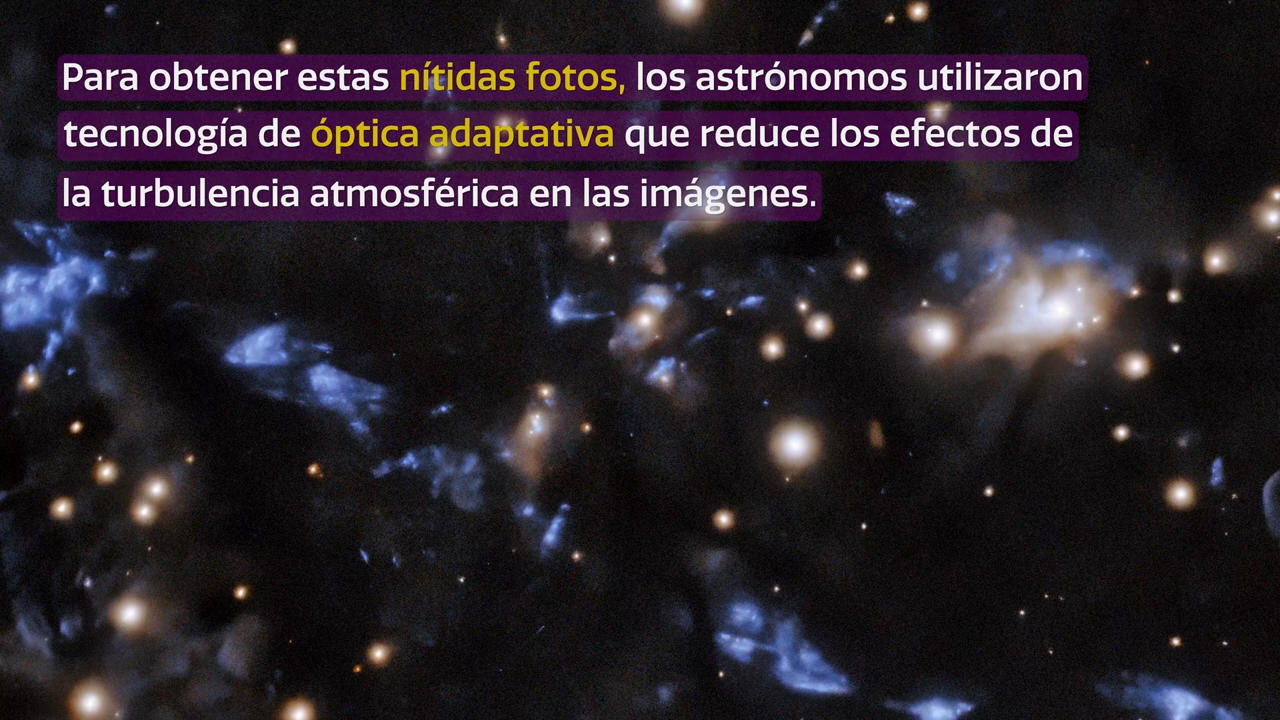 Para obtener estas nítidas fotos, los astrónomos utilizaron
tecnología de óptica adaptativa que reduce los efectos de
la turbulencia atmosférica en las imágenes.